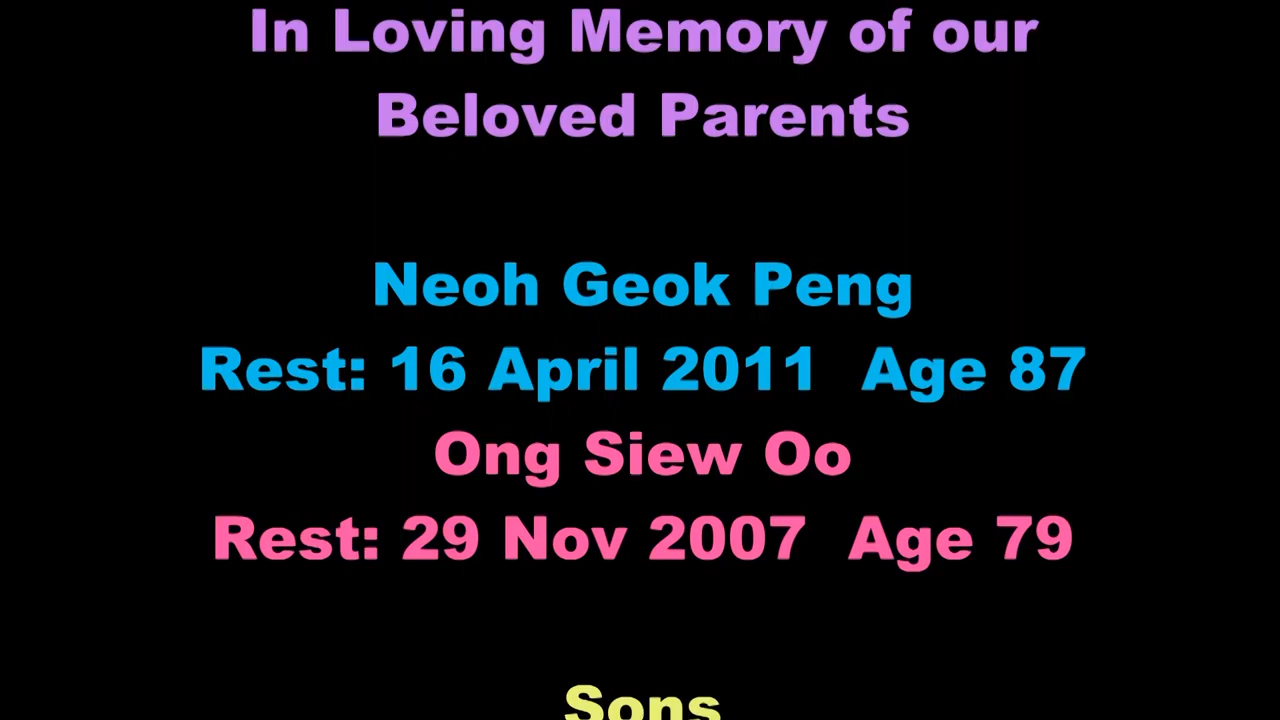 In Loving Memory of our
Beloved Parents
Neoh Geok Peng
Rest: 16 April 2011 Age 87
Ong Siew Oo
Rest: 29 Nov 2007 Age 79
Sons